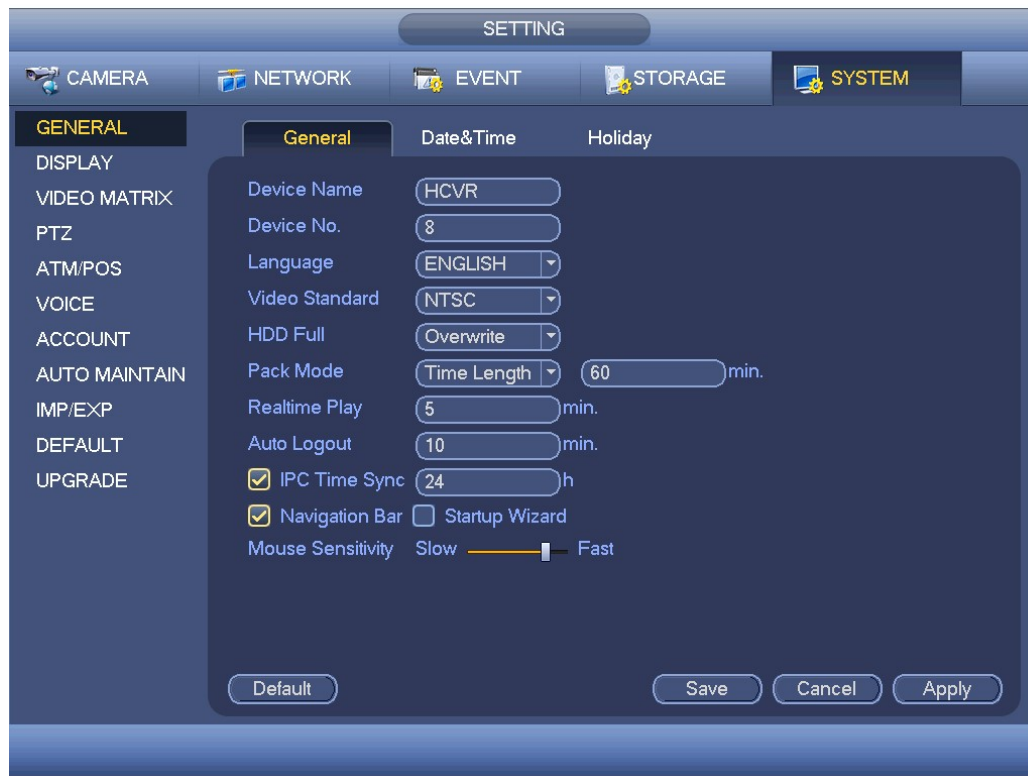 SETTING
CAMERA NETWORK EVENT STORAGE SYSTEM
GENERAL
DISPLAY
VIDEO MATRIX
PTZ
ATM/POS
VOICE
ACCOUNT
AUTO MAINTAIN
IMP/EXP
DEFAULT
UPGRADE
General Date&Time Holiday
Device Name HCVR
Device No. 8
Language ENGLISH
Video Standard NTSC
HDD Full Overwrite
Pack Mode Time Length 60 min.
Realtime Play 5 min.
Auto Logout 10 min.
IPC Time Sync 24 h
Navigation Bar Startup Wizard
Mouse Sensitivity Slow Fast
Default Save Cancel Apply